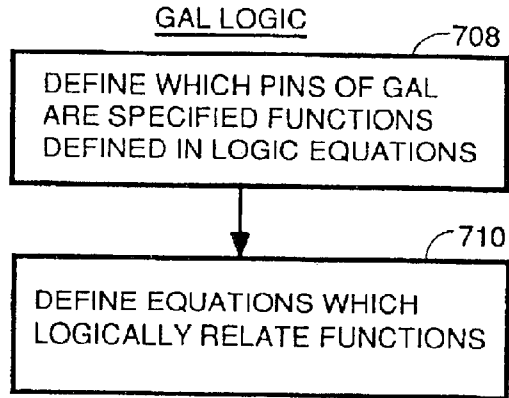 GAL LOGIC
708
DEFINE WHICH PINS OF GAL
ARE SPECIFIED FUNCTIONS
DEFINED IN LOGIC EQUATIONS
710
DEFINE EQUATIONS WHICH
LOGICALLY RELATE FUNCTIONS